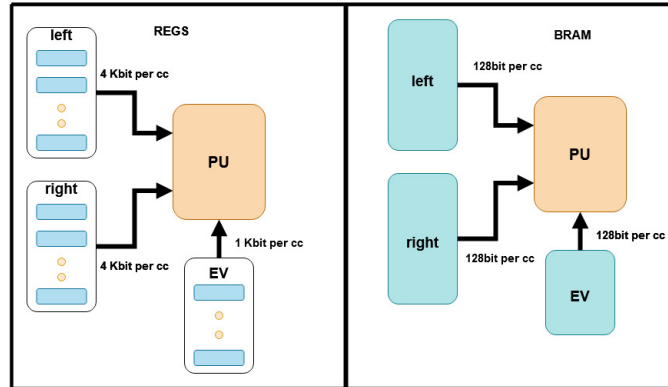 REGS
left
4 Kbit per cc
PU
right
4 Kbit per cc
1 Kbit per cc
EV
BRAM
left
128bit per cc
PU
right
128bit per cc
128bit per cc
EV